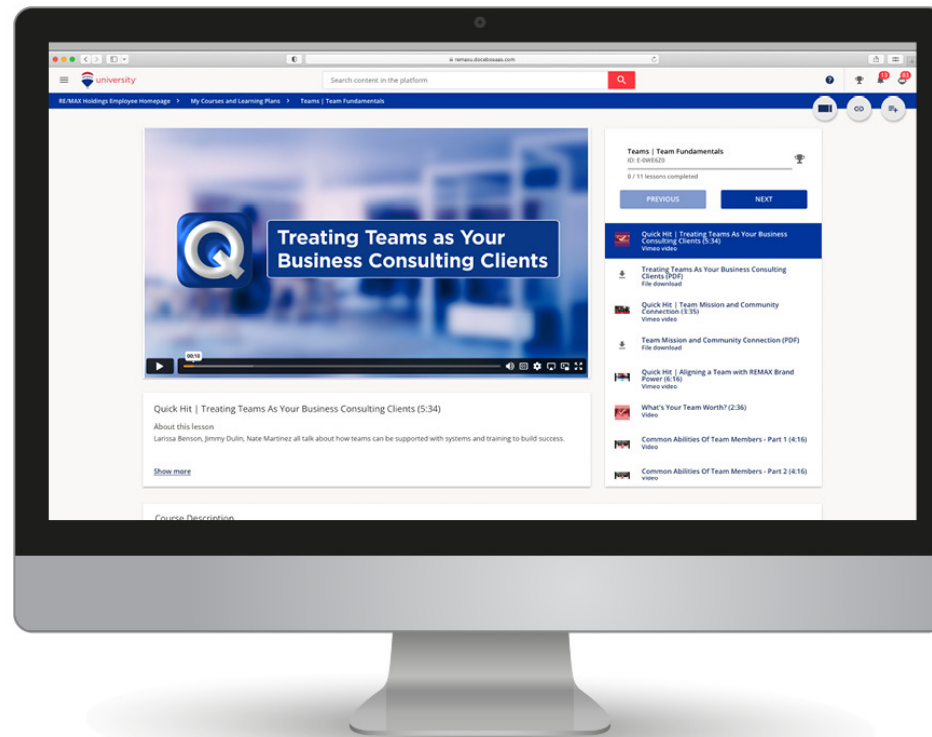 remaxu.docebosaas.com
university
Search content in the platform
13
83
RE/MAX Holdings Employee Homepage > My Courses and Learning Plans > Teams | Team Fundamentals
Q
Treating Teams as Your
Business Consulting Clients
00:10
Quick Hit | Treating Teams As Your Business Consulting Clients (5:34)
About this lesson
Larissa Benson, Jimmy Dulin, Nate Martinez all talk about how teams can be supported with systems and training to build success.
Show more
Course Description
Teams | Team Fundamentals
ID: E-0WE6Z0
0 / 11 lessons completed
PREVIOUS
NEXT
Quick Hit | Treating Teams As Your Business
Consulting Clients (5:34)
Vimeo video
Treating Teams As Your Business Consulting
Clients (PDF)
File download
Quick Hit | Team Mission and Community
Connection (3:35)
Vimeo video
Team Mission and Community Connection (PDF)
File download
Quick Hit | Aligning a Team with REMAX Brand
Power (6:16)
Vimeo video
What's Your Team Worth? (2:36)
Video
Common Abilities Of Team Members - Part 1 (4:16)
Video
Common Abilities Of Team Members - Part 2 (4:16)
Video